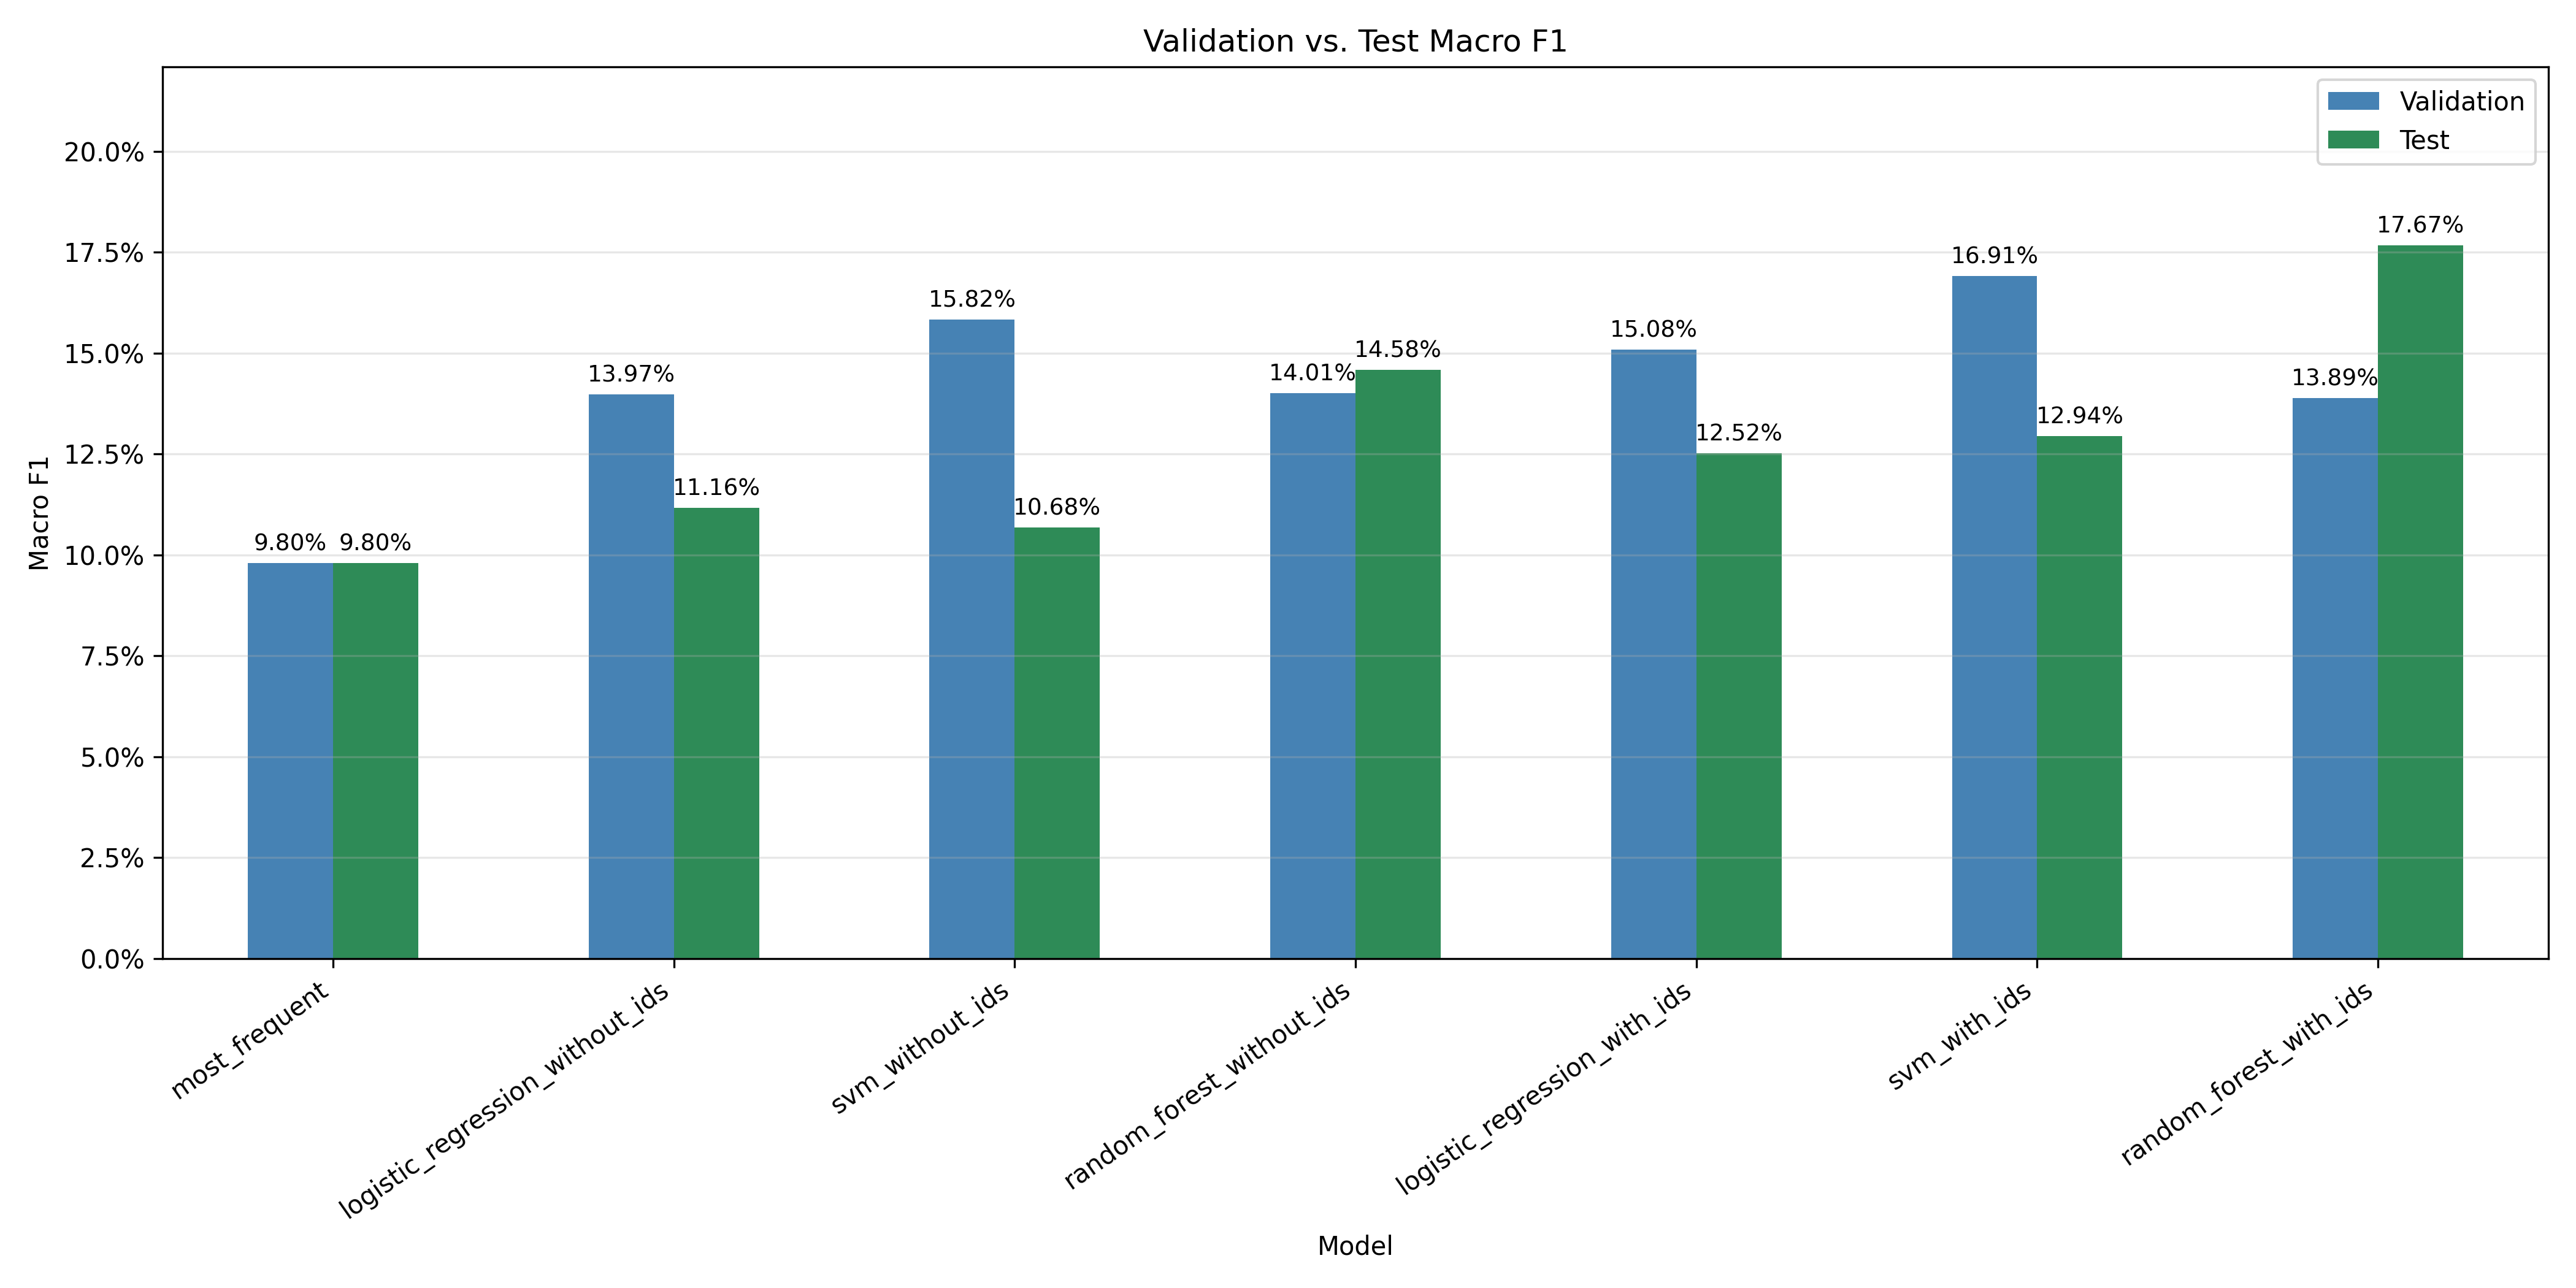 Validation vs. Test Macro F1
Validation
Test
Macro F1
20.0%
17.5%
15.0%
12.5%
10.0%
7.5%
5.0%
2.5%
0.0%
9.80% 9.80%
13.97% 11.16%
15.82% 10.68%
14.01% 14.58%
15.08% 12.52%
16.91% 12.94%
13.89% 17.67%
most_frequent
logistic_regression_without_ids
svm_without_ids
random_forest_without_ids
logistic_regression_with_ids
svm_with_ids
random_forest_with_ids
Model